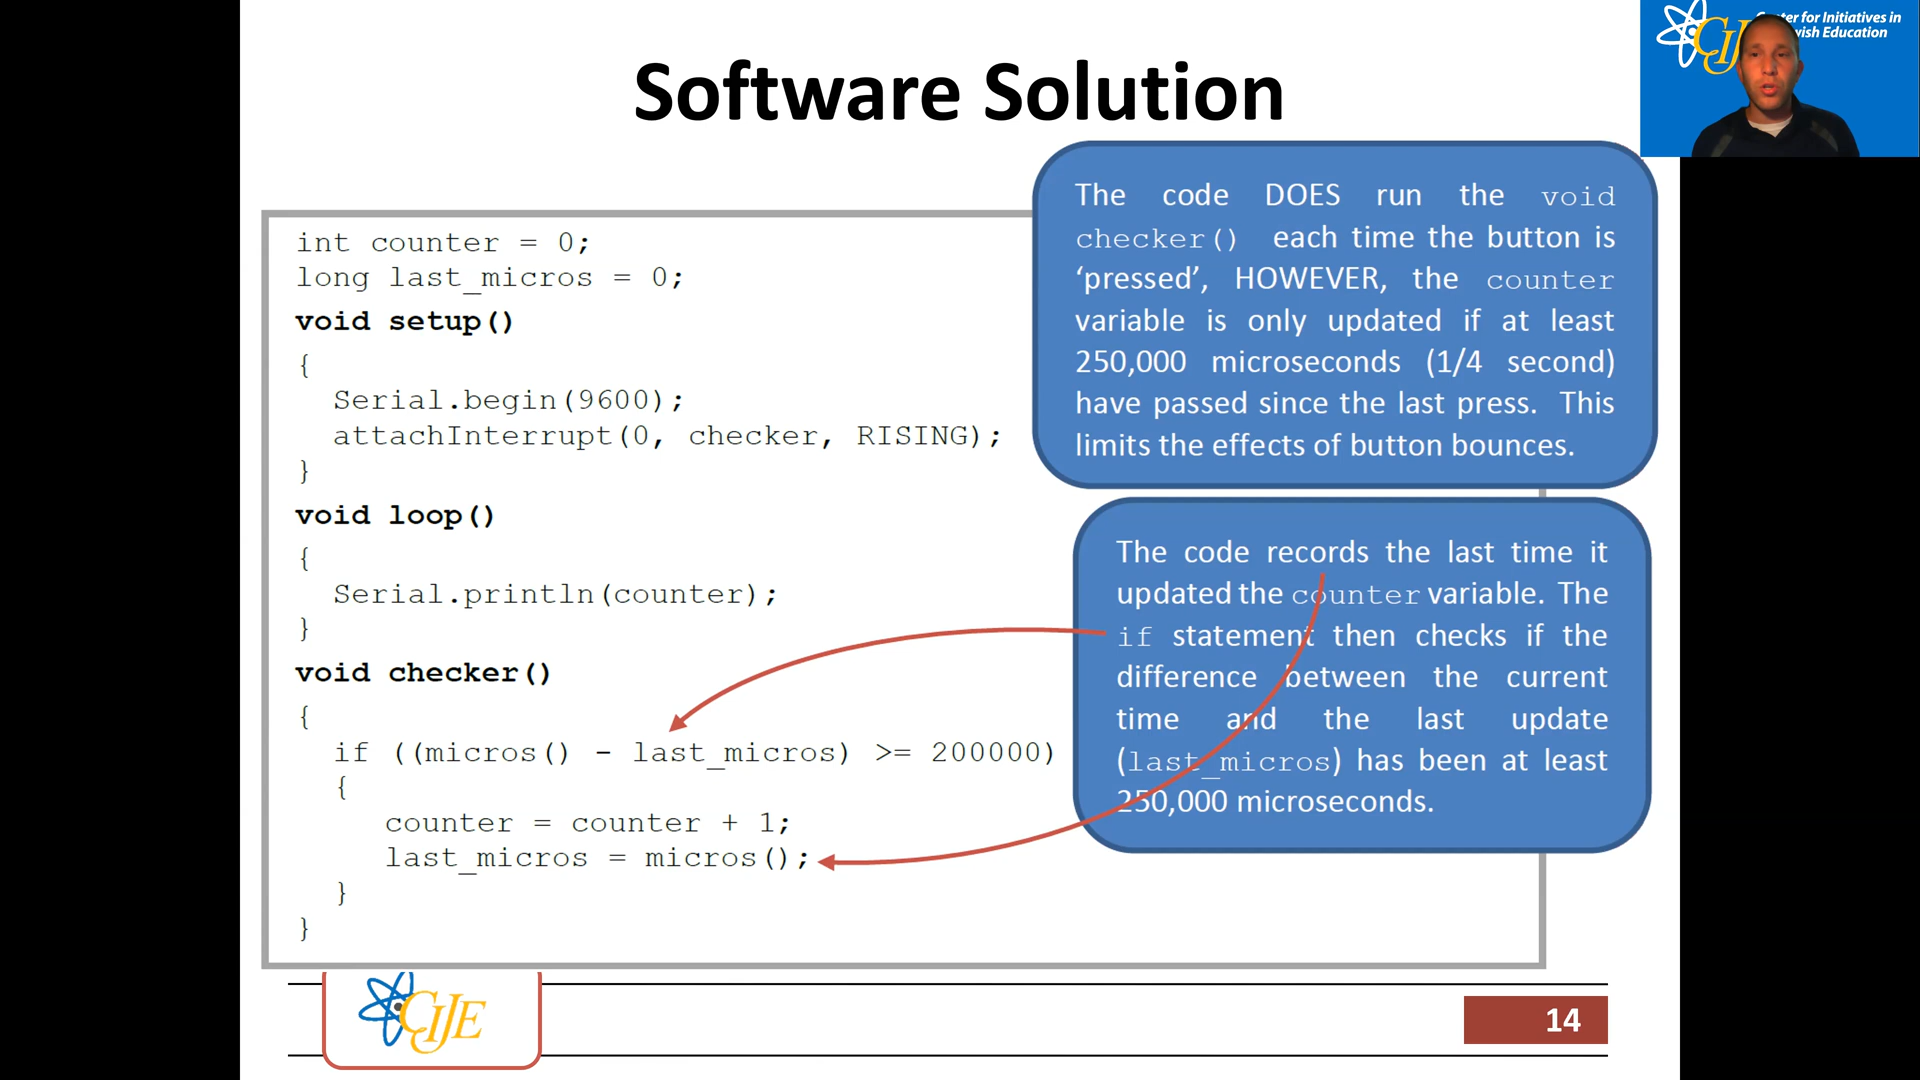 Software Solution
Center for Initiatives in
Jewish Education
int counter = 0;
long last_micros = 0;
void setup()
{
Serial.begin(9600);
attachInterrupt(0, checker, RISING);
}
void loop()
{
Serial.println(counter);
}
void checker()
{
if ((micros() - last_micros) >= 200000)
{
counter = counter + 1;
last_micros = micros();
}
}
The code DOES run the void
checker() each time the button is
‘pressed’, HOWEVER, the counter
variable is only updated if at least
250,000 microseconds (1/4 second)
have passed since the last press. This
limits the effects of button bounces.
The code records the last time it
updated the counter variable. The
if statement then checks if the
difference between the current
time and the last update
(last_micros) has been at least
250,000 microseconds.
CIJE
14